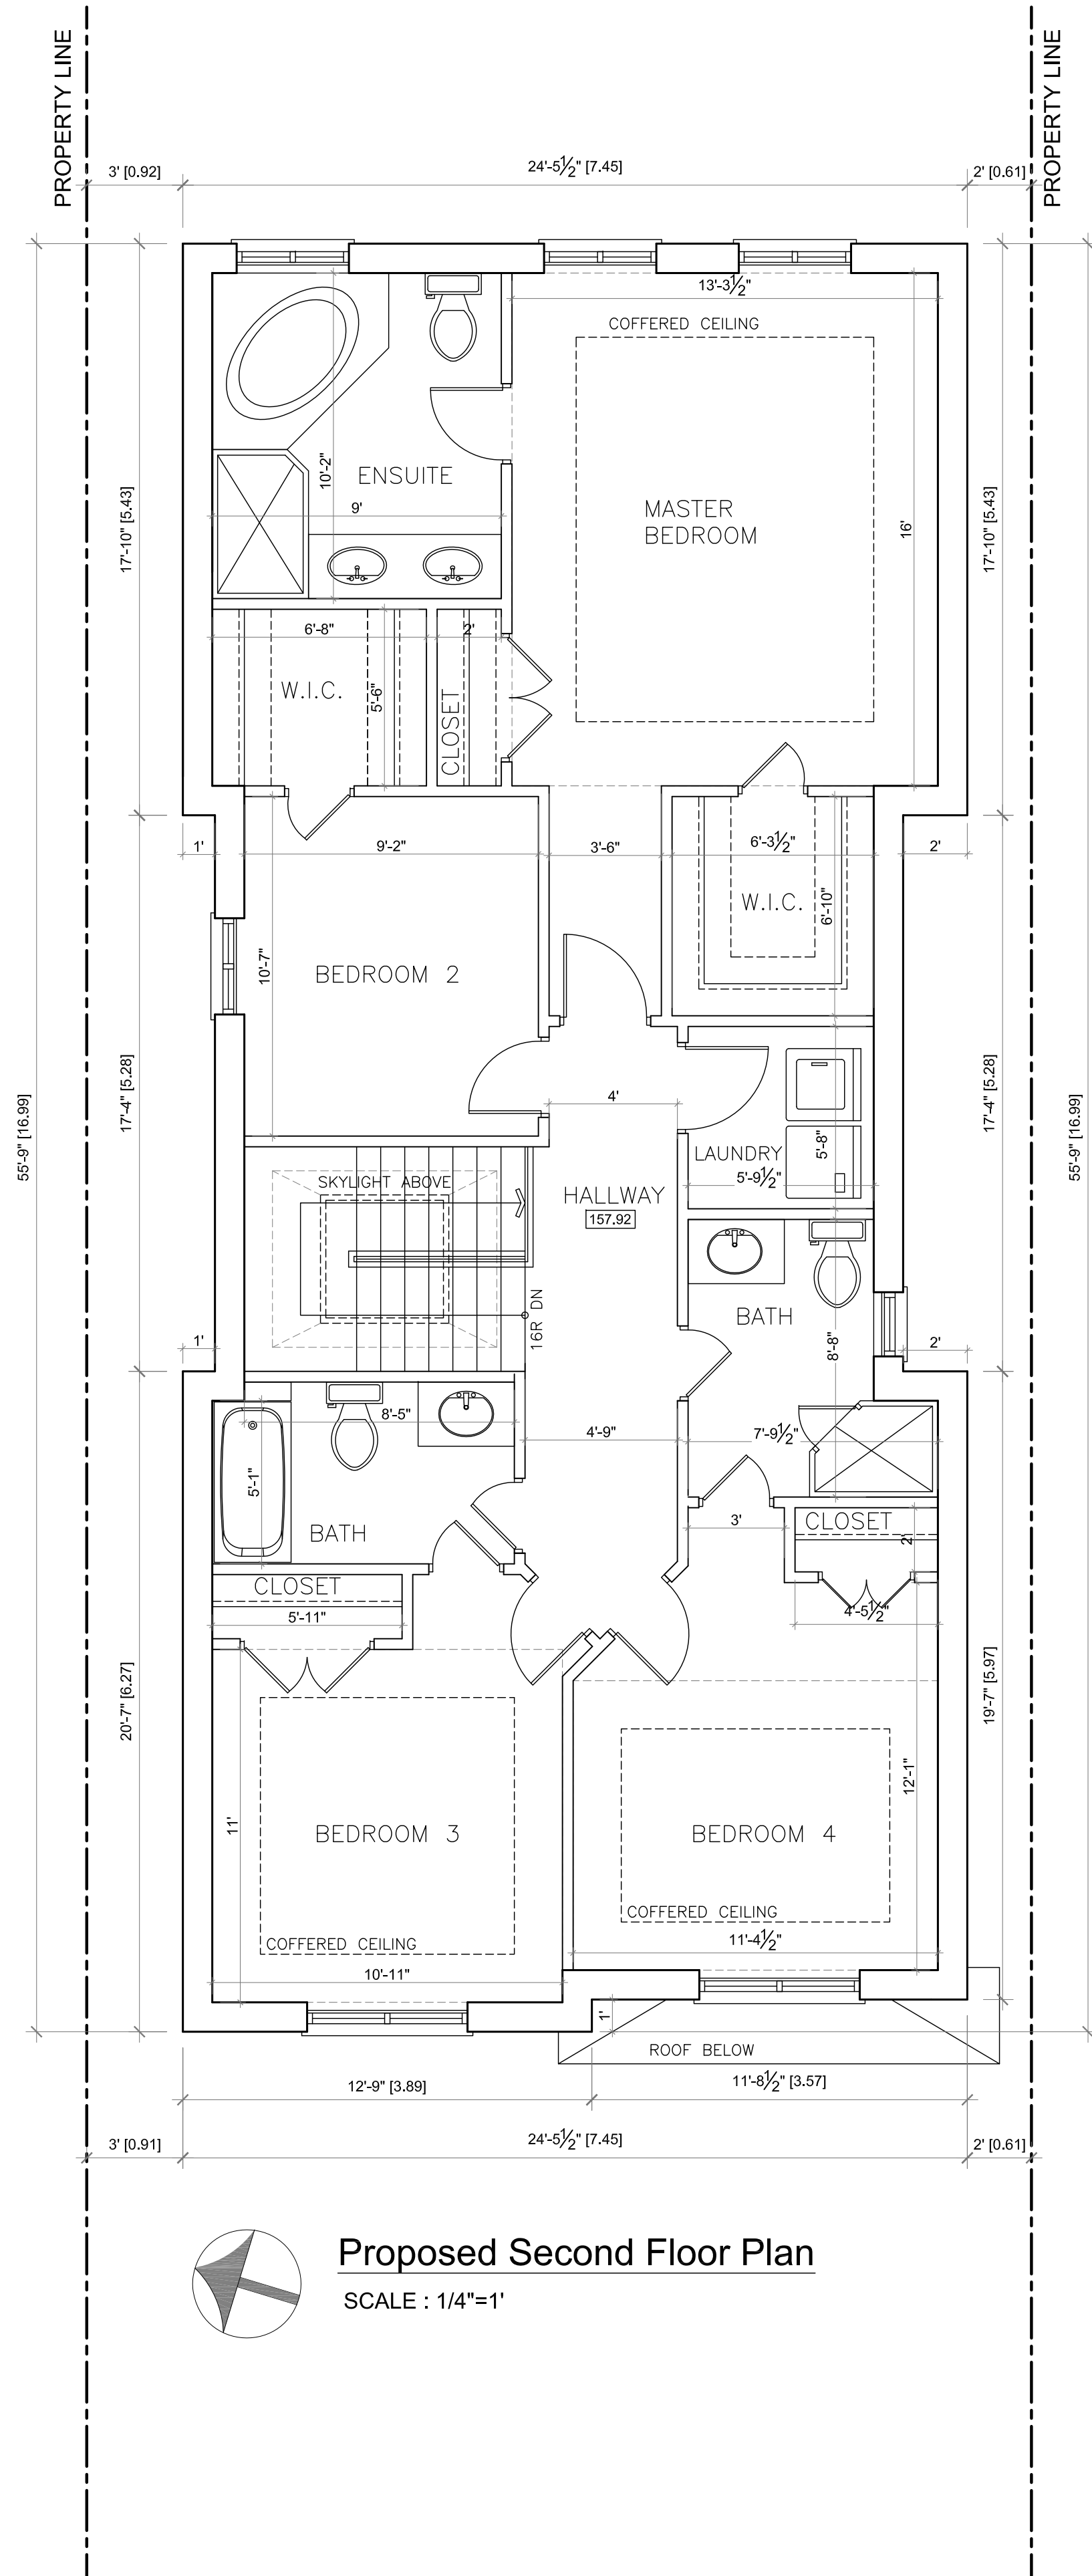 PROPERTY LINE
PROPERTY LINE
3' [0.92]
24'-5½" [7.45]
2' [0.61]
13'-3½"
COFFERED CEILING
10'-2"
ENSUITE
9'
MASTER
BEDROOM
16'
17'-10" [5.43]
17'-10" [5.43]
6'-8"
2'
W.I.C.
5'-6"
CLOSET
1'
9'-2"
3'-6"
6'-3½"
2'
W.I.C.
6'-10"
10'-7"
BEDROOM 2
55'-9" [16.99]
17'-4" [5.28]
17'-4" [5.28]
55'-9" [16.99]
4'
LAUNDRY
5'-8"
5'-9½"
SKYLIGHT ABOVE
HALLWAY
157.92
16R DN
BATH
8'-8"
1'
2'
8'-5"
4'-9"
7'-9½"
5'-1"
BATH
3'
CLOSET
2'
CLOSET
5'-11"
4'-5½"
20'-7" [6.27]
19'-7" [5.97]
11'
12'-1"
BEDROOM 3
BEDROOM 4
COFFERED CEILING
COFFERED CEILING
11'-4½"
10'-11"
1'
ROOF BELOW
12'-9" [3.89]
11'-8½" [3.57]
3' [0.91]
24'-5½" [7.45]
2' [0.61]
Proposed Second Floor Plan
SCALE : 1/4"=1'